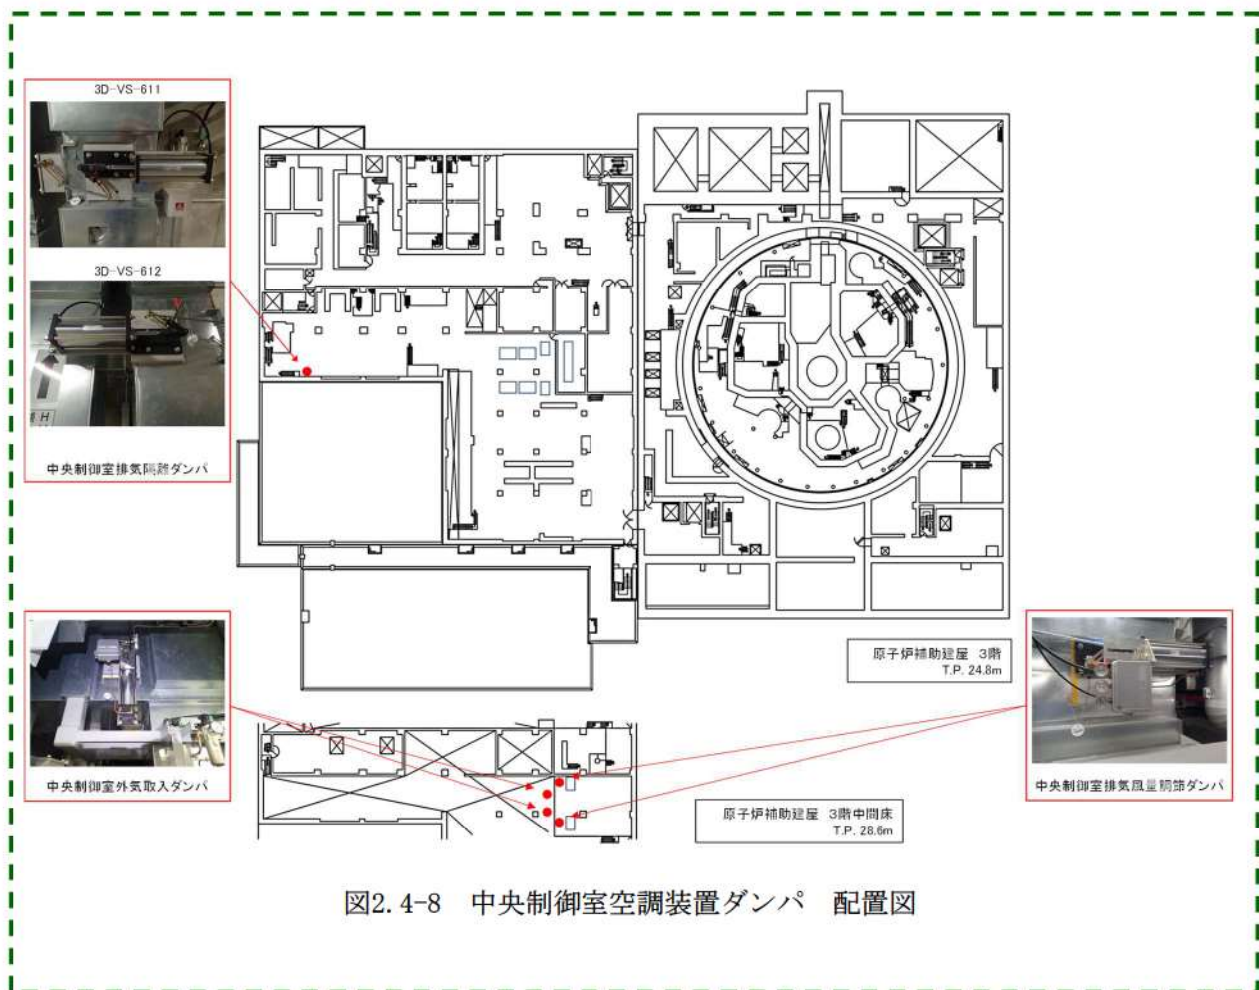 3D-VS-611
3D-VS-612
中央制御室排気隔離ダンパ
中央制御室外気取入ダンパ
原子炉補助建屋 3階
T.P. 24.8m
中央制御室排気風量調節ダンパ
原子炉補助建屋 3階中間床
T.P. 28.6m
図2.4-8 中央制御室空調装置ダンパ 配置図